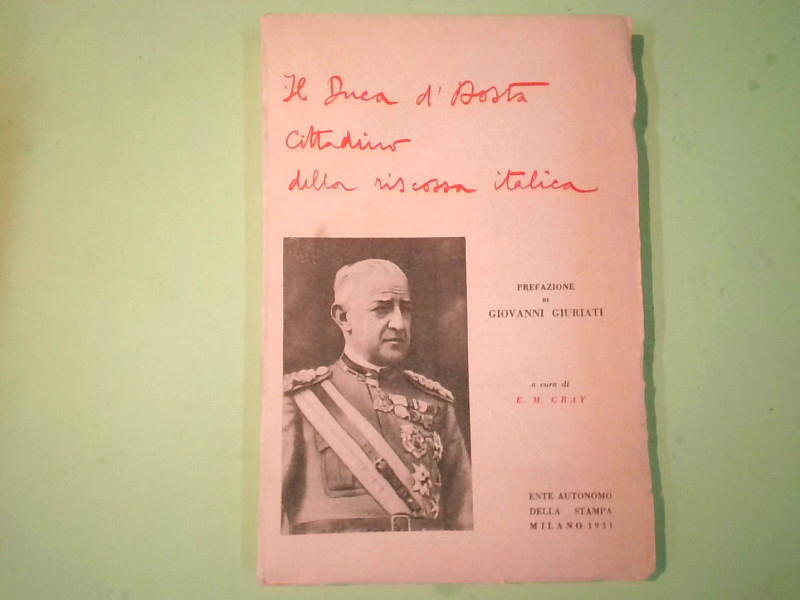 Il Duca d'Aosta
Cittadino
della riscossa italica
PREFAZIONE
DI
GIOVANNI GIURIATI
a cura di
E. M. GRAY
ENTE AUTONOMO
DELLA STAMPA
MILANO 1931